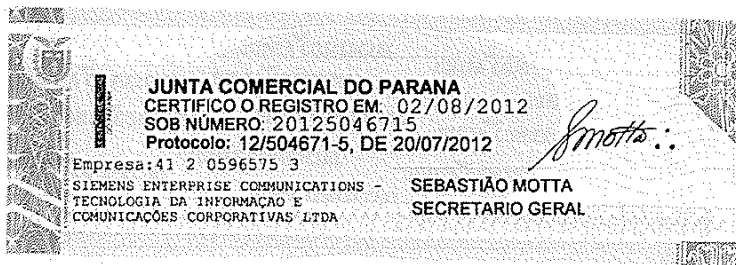 JUNTA COMERCIAL DO PARANA
CERTIFICO O REGISTRO EM: 02/08/2012
SOB NÚMERO: 20125046715
Protocolo: 12/504671-5, DE 20/07/2012
Empresa:41 2 0596575 3
SIEMENS ENTERPRISE COMMUNICATIONS -
TECNOLOGIA DA INFORMAÇAO E
COMUNICAÇÕES CORPORATIVAS LTDA
Smotta
SEBASTIÃO MOTTA
SECRETARIO GERAL